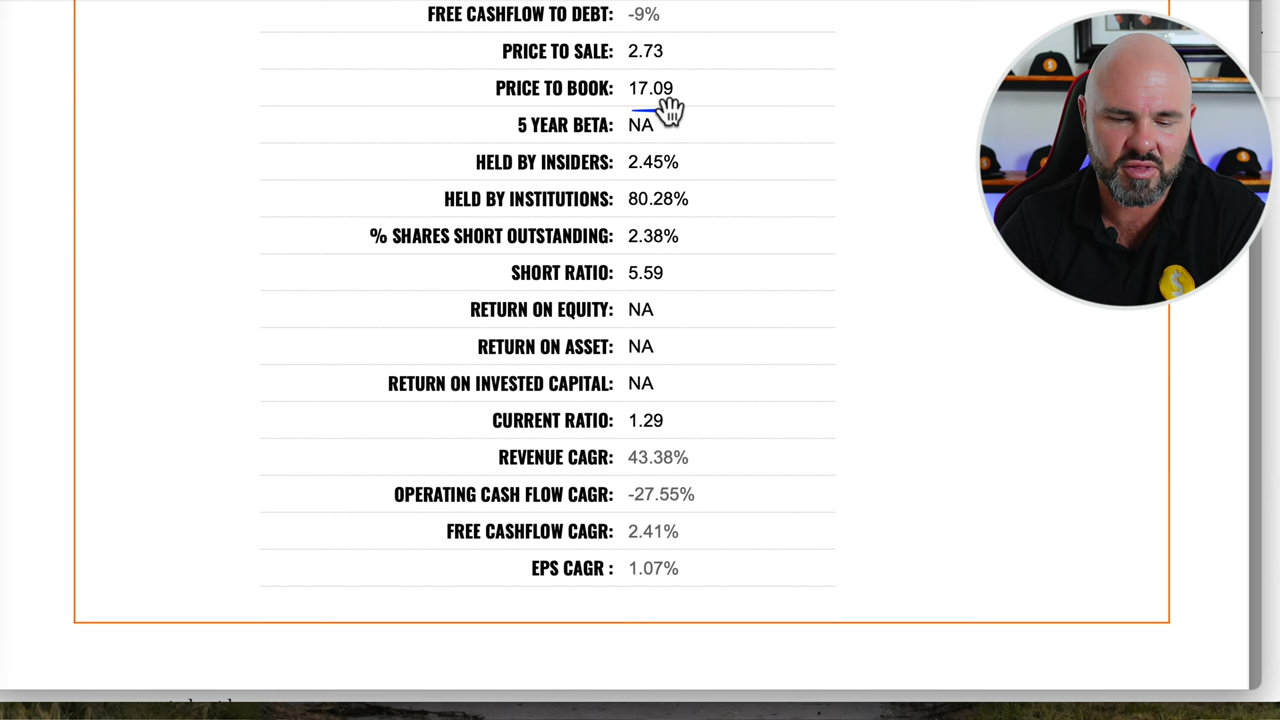 FREE CASHFLOW TO DEBT: -9%
PRICE TO SALE: 2.73
PRICE TO BOOK: 17.09
5 YEAR BETA: NA
HELD BY INSIDERS: 2.45%
HELD BY INSTITUTIONS: 80.28%
% SHARES SHORT OUTSTANDING: 2.38%
SHORT RATIO: 5.59
RETURN ON EQUITY: NA
RETURN ON ASSET: NA
RETURN ON INVESTED CAPITAL: NA
CURRENT RATIO: 1.29
REVENUE CAGR: 43.38%
OPERATING CASH FLOW CAGR: -27.55%
FREE CASHFLOW CAGR: 2.41%
EPS CAGR : 1.07%